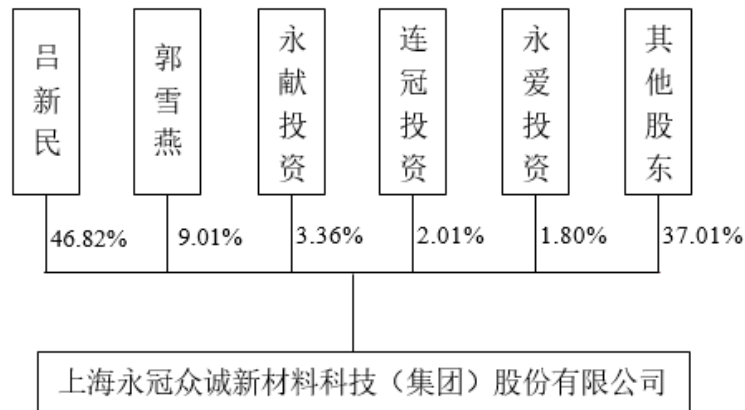 吕新民
郭雪燕
永献投资
连冠投资
永爱投资
其他股东
46.82%
9.01%
3.36%
2.01%
1.80%
37.01%
上海永冠众诚新材料科技（集团）股份有限公司